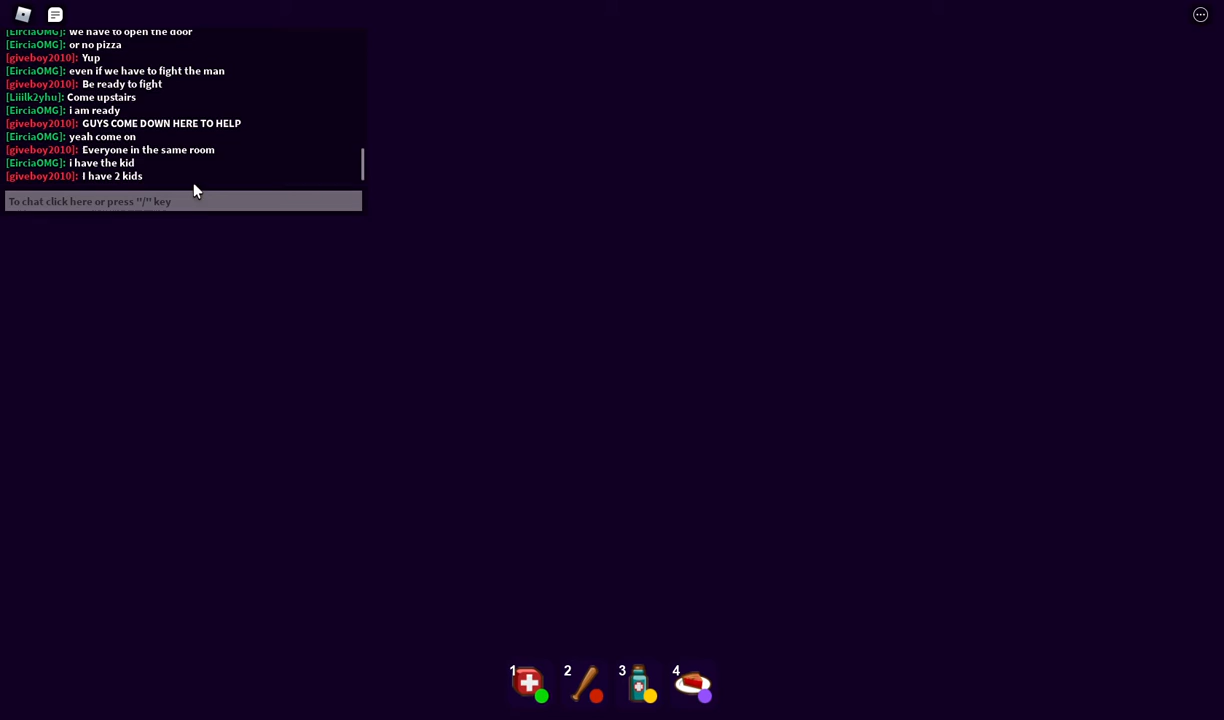 [EirciaOMG]: we have to open the door
[EirciaOMG]: or no pizza
[giveboy2010]: Yup
[EirciaOMG]: even if we have to fight the man
[giveboy2010]: Be ready to fight
[Liiilk2yhu]: Come upstairs
[EirciaOMG]: i am ready
[giveboy2010]: GUYS COME DOWN HERE TO HELP
[EirciaOMG]: yeah come on
[giveboy2010]: Everyone in the same room
[EirciaOMG]: i have the kid
[giveboy2010]: I have 2 kids
To chat click here or press "/" key
1 2 3 4